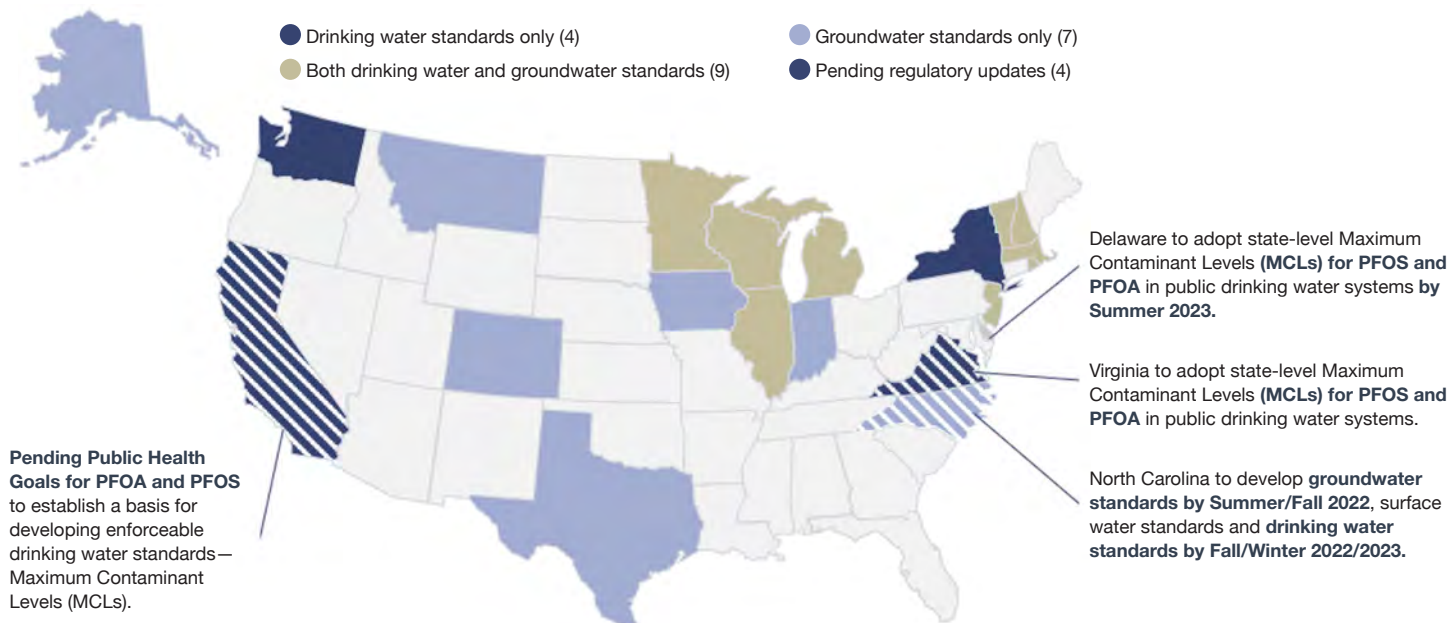 Drinking water standards only (4)
Groundwater standards only (7)
Both drinking water and groundwater standards (9)
Pending regulatory updates (4)
Delaware to adopt state-level Maximum
Contaminant Levels (MCLs) for PFOS and
PFOA in public drinking water systems by
Summer 2023.
Virginia to adopt state-level Maximum
Contaminant Levels (MCLs) for PFOS and
PFOA in public drinking water systems.
North Carolina to develop groundwater
standards by Summer/Fall 2022, surface
water standards and drinking water
standards by Fall/Winter 2022/2023.
Pending Public Health
Goals for PFOA and PFOS
to establish a basis for
developing enforceable
drinking water standards—
Maximum Contaminant
Levels (MCLs).